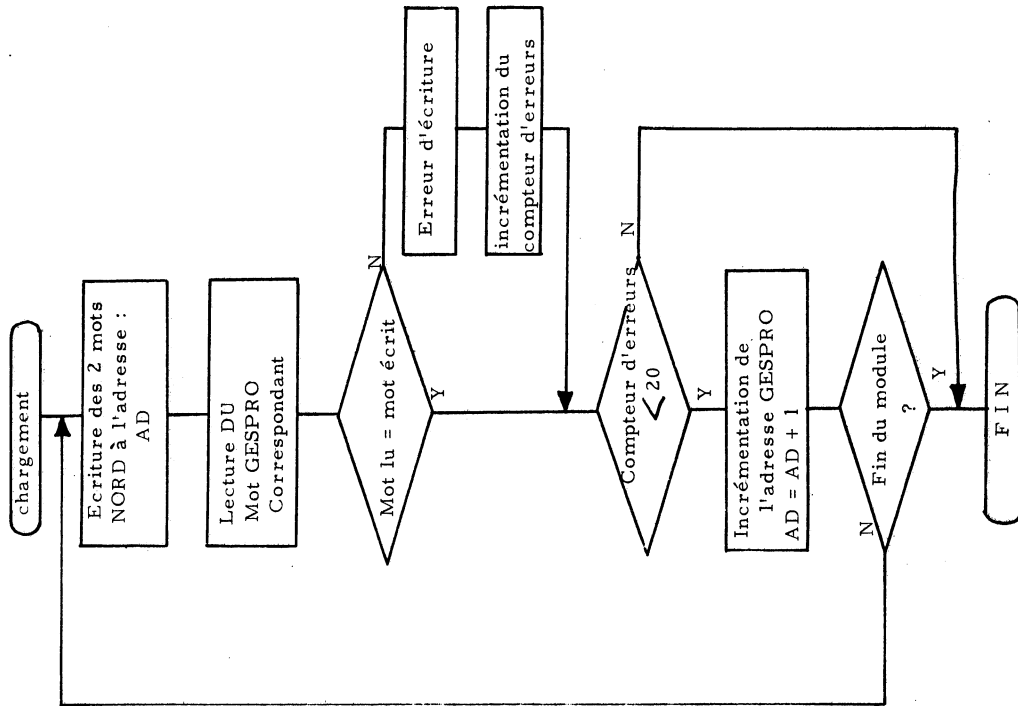 chargement
Ecriture des 2 mots
NORD à l'adresse :
AD
Lecture DU
Mot GESPRO
Correspondant
Mot lu = mot écrit
N
Y
Erreur d'écriture
incrémentation du
compteur d'erreurs
Compteur d'erreurs
< 20
N
Y
Incrémentation de
l'adresse GESPRO
AD = AD + 1
Fin du module
?
N
Y
F I N